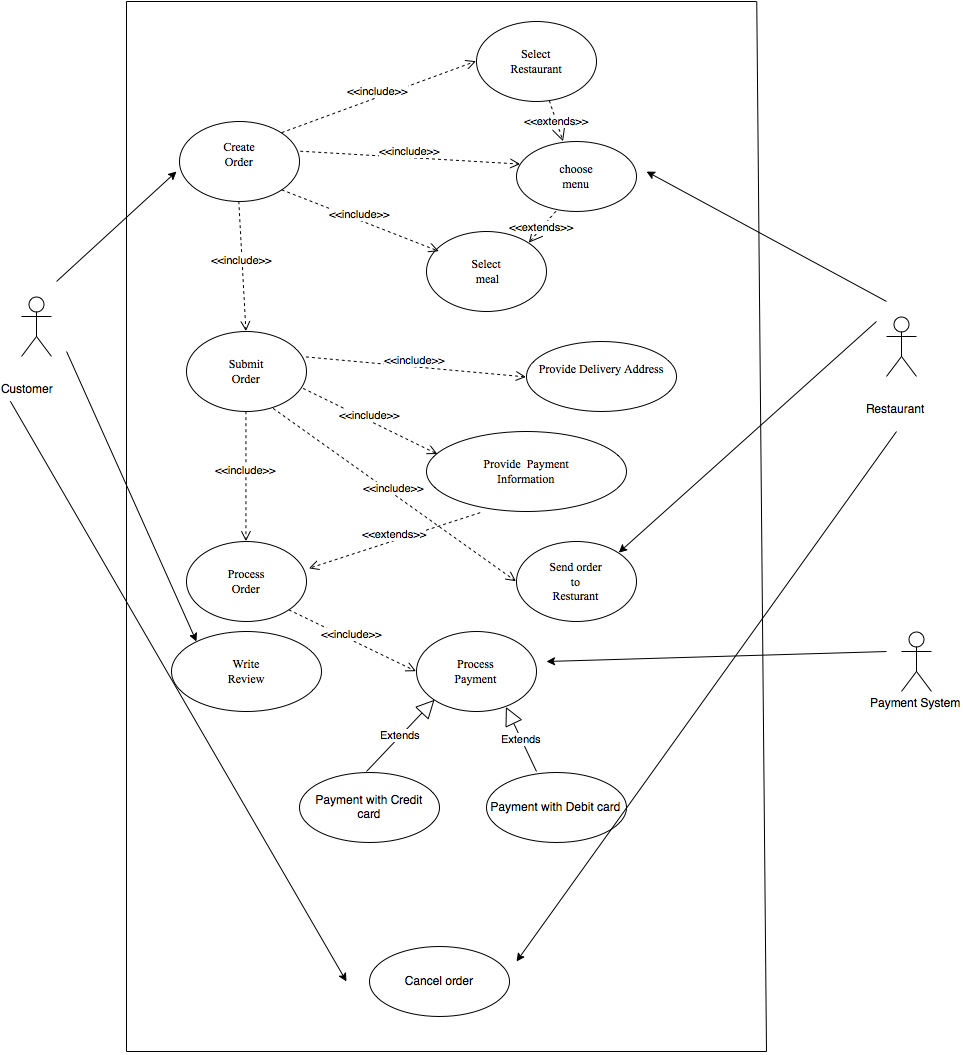 Select
Restaurant
<<include>>
<<extends>>
Create
Order
<<include>>
choose
menu
<<include>>
<<extends>>
<<include>>
Select
meal
Submit
Order
<<include>>
Provide Delivery Address
Customer
Restaurant
<<include>>
<<include>>
Provide Payment
Information
<<include>>
<<extends>>
Process
Order
Send order
to
Resturant
<<include>>
Write
Review
Process
Payment
Payment System
Extends
Extends
Payment with Credit
card
Payment with Debit card
Cancel order